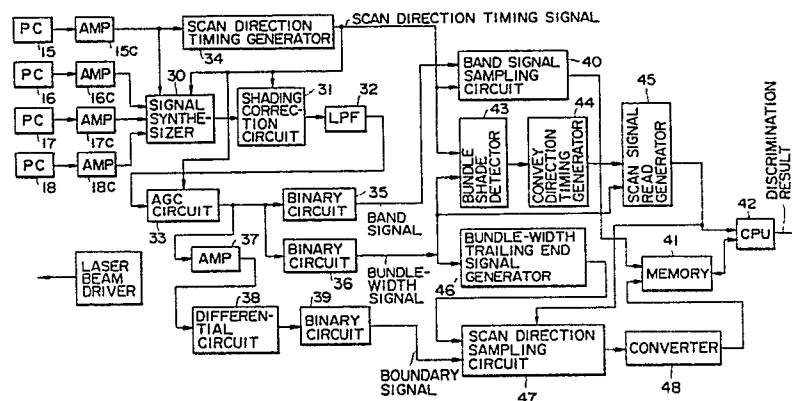 SCAN DIRECTION TIMING SIGNAL
PC
15
AMP
15C
SCAN DIRECTION
TIMING GENERATOR
34
PC
16
AMP
16C
30
SIGNAL
SYNTHE-
SIZER
31
SHADING
CORREC-
TION
CIRCUIT
32
LPF
PC
17
AMP
17C
PC
18
AMP
18C
40
BAND SIGNAL
SAMPLING
CIRCUIT
43
BUNDLE
SHADE
DETECTOR
44
CONVEY
DIRECTION
TIMING
GENERATOR
45
SCAN SIGNAL
READ
GENERATOR
DISCRIMINATION
RESULT
42
CPU
AGC
CIRCUIT
33
BINARY
CIRCUIT
35
BAND
SIGNAL
AMP
37
BINARY
CIRCUIT
36
BUNDLE-
WIDTH
SIGNAL
BUNDLE-WIDTH
TRAILING END
SIGNAL
GENERATOR
46
41
MEMORY
LASER
BEAM
DRIVER
38
DIFFEREN-
TIAL
CIRCUIT
39
BINARY
CIRCUIT
BOUNDARY
SIGNAL
SCAN DIRECTION
SAMPLING
CIRCUIT
47
CONVERTER
48